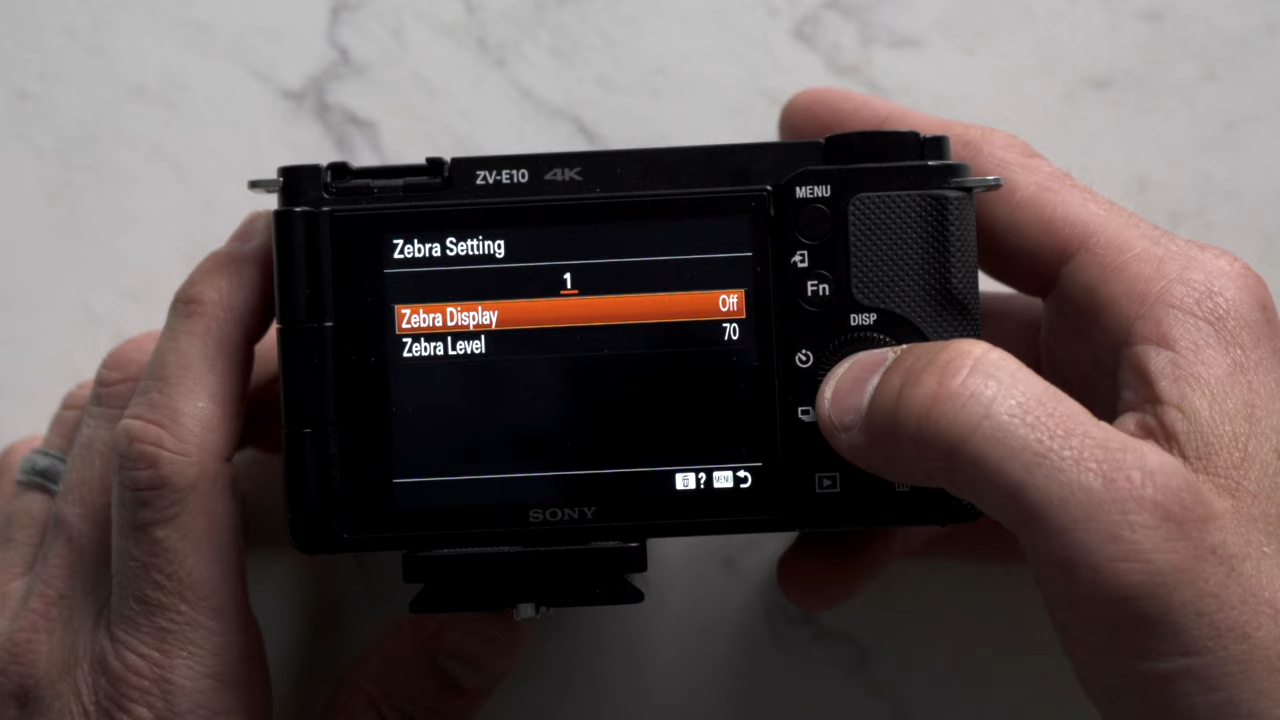 ZV-E10 4K
MENU
Zebra Setting
1
Fn
Zebra Display Off
DISP
Zebra Level 70
? MENU
SONY